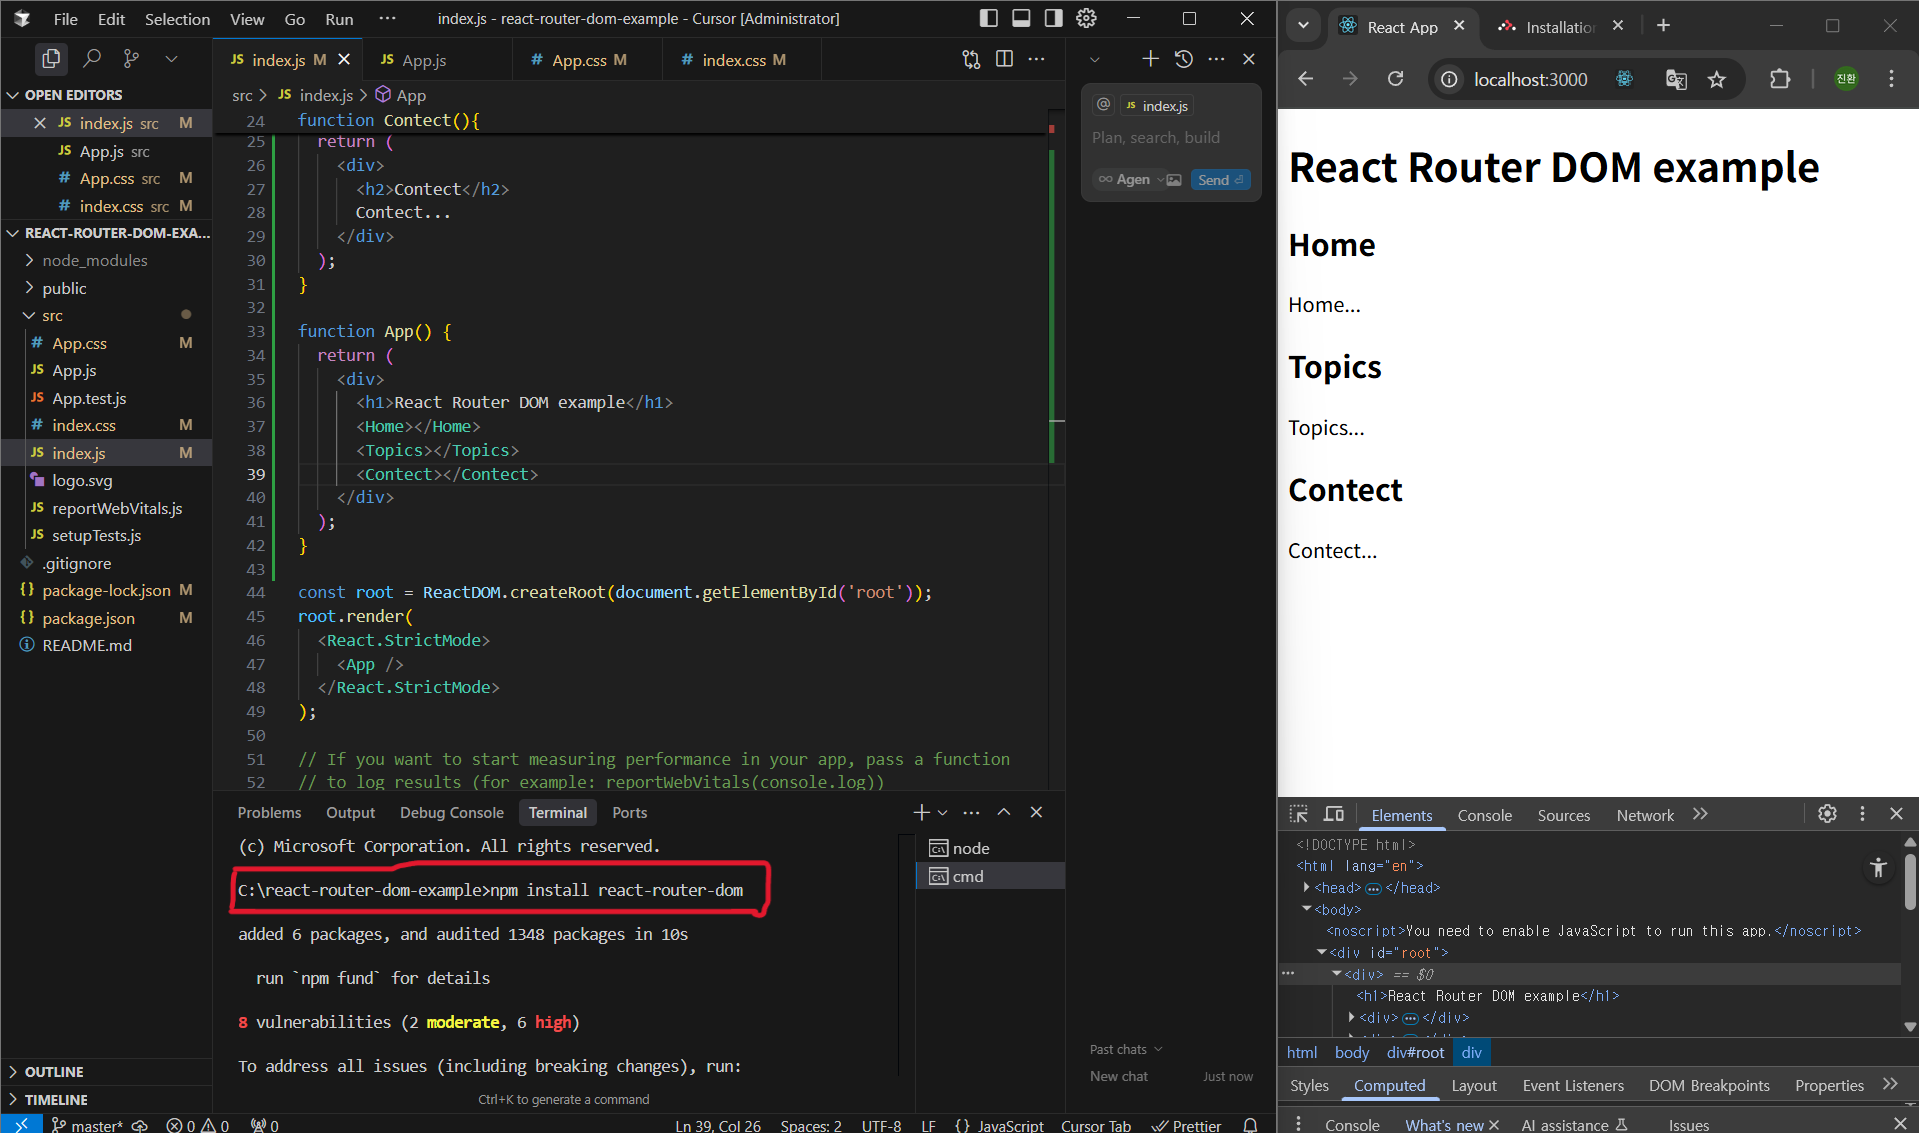 File Edit Selection View Go Run ··· index.js - react-router-dom-example - Cursor [Administrator]
OPEN EDITORS
index.js src M
App.js src
App.css src M
index.css src M
REACT-ROUTER-DOM-EXA...
node_modules
public
src
App.css M
App.js
App.test.js
index.css M
index.js M
logo.svg
reportWebVitals.js
setupTests.js
.gitignore
package-lock.json M
package.json M
README.md
OUTLINE
TIMELINE
JS index.js M JS App.js # App.css M # index.css M
src > JS index.js > App
24 function Contect(){
25 return (
26 <div>
27 <h2>Contect</h2>
28 Contect...
29 </div>
30 );
31 }
32
33 function App() {
34 return (
35 <div>
36 <h1>React Router DOM example</h1>
37 <Home></Home>
38 <Topics></Topics>
39 <Contect></Contect>
40 </div>
41 );
42 }
43
44 const root = ReactDOM.createRoot(document.getElementById('root'));
45 root.render(
46 <React.StrictMode>
47 <App />
48 </React.StrictMode>
49 );
50
51 // If you want to start measuring performance in your app, pass a function
52 // to log results (for example: reportWebVitals(console.log))
Problems Output Debug Console Terminal Ports
(c) Microsoft Corporation. All rights reserved.
C:\react-router-dom-example>npm install react-router-dom
added 6 packages, and audited 1348 packages in 10s
run `npm fund` for details
8 vulnerabilities (2 moderate, 6 high)
To address all issues (including breaking changes), run:
Ctrl+K to generate a command
node
cmd
@ JS index.js
Plan, search, build
∞ Agen Send
Past chats
New chat Just now
master* 0 0 0 Ln 39, Col 26 Spaces: 2 UTF-8 LF {} JavaScript Cursor Tab Prettier
React App Installation
localhost:3000 진환
React Router DOM example
Home
Home...
Topics
Topics...
Contect
Contect...
Elements Console Sources Network
<!DOCTYPE html>
<html lang="en">
<head> ··· </head>
<body>
<noscript>You need to enable JavaScript to run this app.</noscript>
<div id="root">
··· <div> == $0
<h1>React Router DOM example</h1>
<div> ··· </div>
html body div#root div
Styles Computed Layout Event Listeners DOM Breakpoints Properties
Console What's new AI assistance Issues